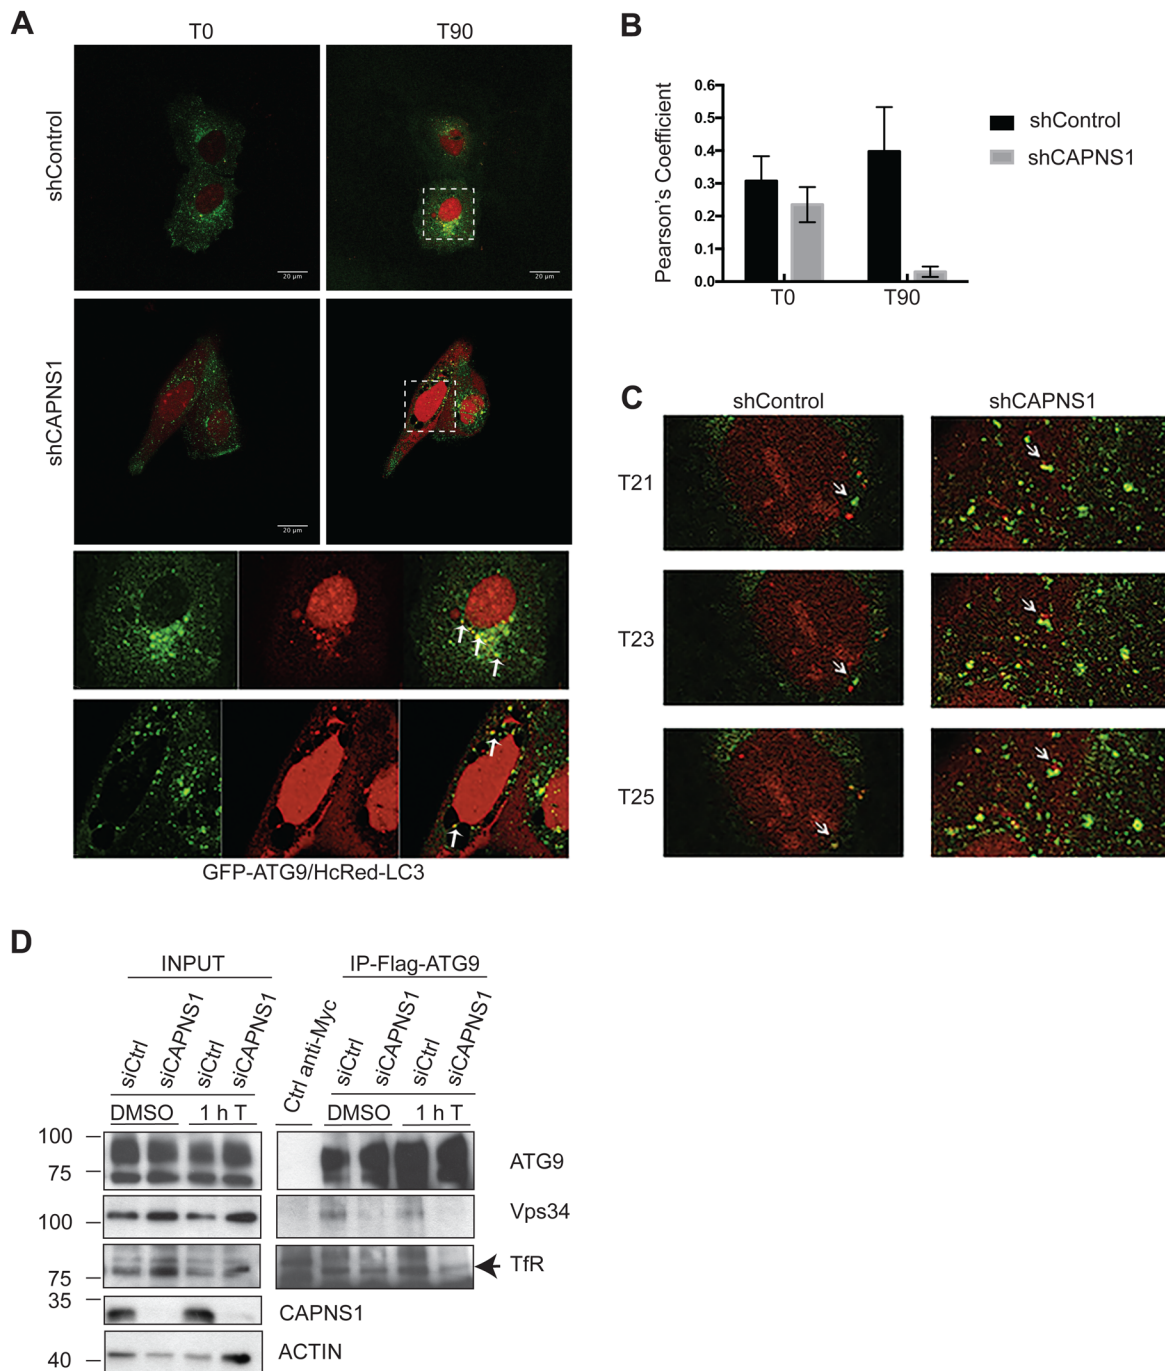 A
T0
T90
shControl
20 µm
20 µm
shCAPNS1
20 µm
20 µm
GFP-ATG9/HcRed-LC3
B
Pearson's Coefficient
0.6
0.5
0.4
0.3
0.2
0.1
0.0
T0
T90
shControl
shCAPNS1
C
shControl
shCAPNS1
T21
T23
T25
D
INPUT
IP-Flag-ATG9
siCtrl
siCAPNS1
siCtrl
siCAPNS1
Ctrl anti-Myc
siCtrl
siCAPNS1
siCtrl
siCAPNS1
DMSO
1 h T
DMSO
1 h T
100
75
ATG9
100
Vps34
75
TfR
35
CAPNS1
40
ACTIN